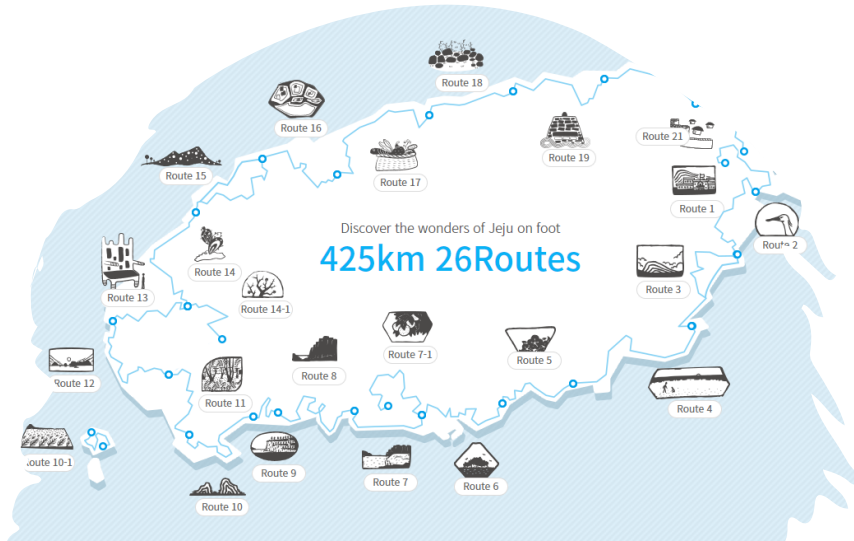 Route 18
Route 16
Route 21
Route 19
Route 15
Route 17
Route 1
Discover the wonders of Jeju on foot
425km 26Routes
Route 2
Route 14
Route 3
Route 13
Route 14-1
Route 7-1
Route 5
Route 8
Route 12
Route 11
Route 4
Route 10-1
Route 9
Route 7
Route 6
Route 10